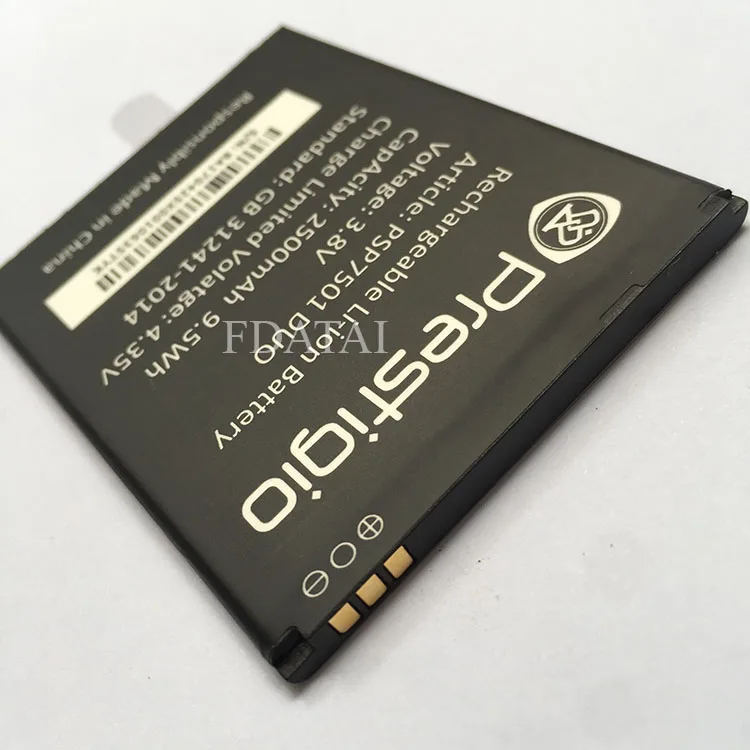 Prestigio
Rechargeable Li-ion Battery
Article: PSP7501 DUO
Voltage: 3.8V
CapAcity: 2500mAh 9.5Wh
Charge Limited Volatge: 4.35V
Standard: GB 31241-2014
Responsibly Made in China
FDATAI